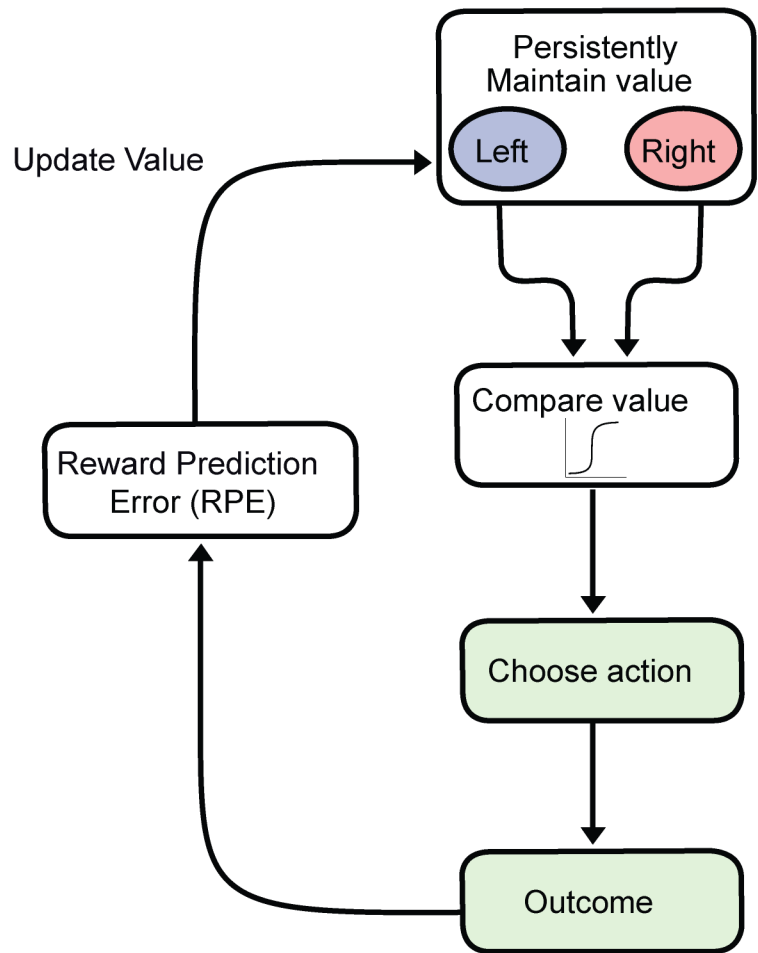 Persistently
Maintain value
Left
Right
Update Value
Compare value
Reward Prediction
Error (RPE)
Choose action
Outcome